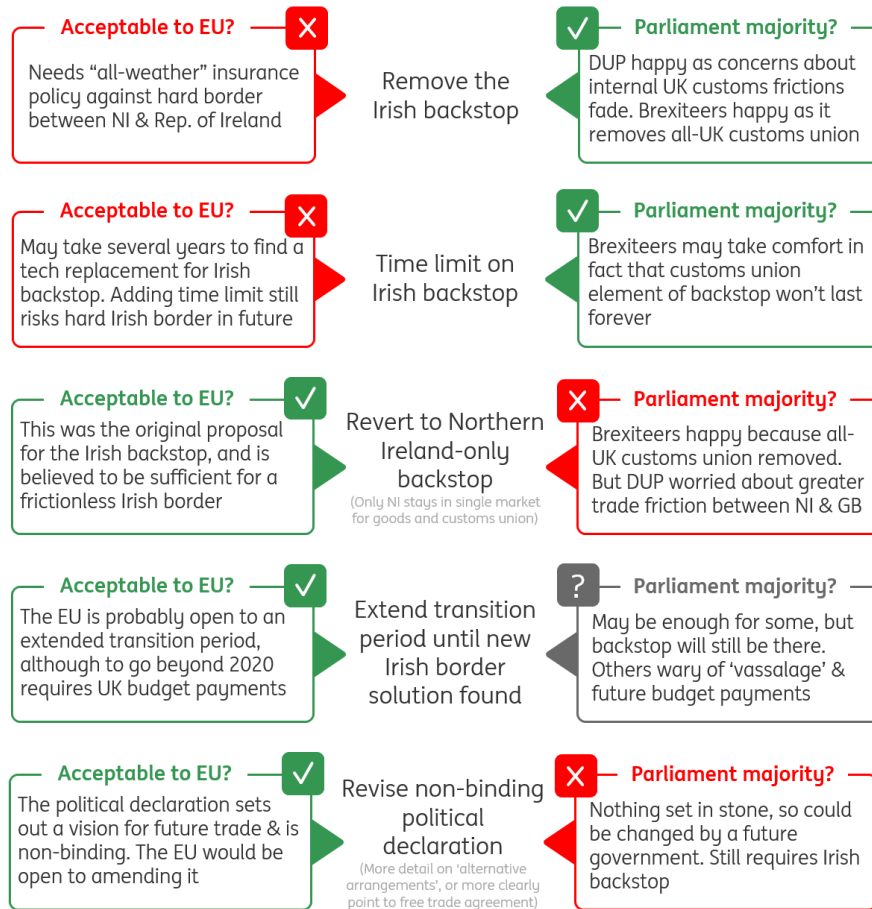 Acceptable to EU?
Needs “all-weather” insurance
policy against hard border
between NI & Rep. of Ireland
Remove the
Irish backstop
Parliament majority?
DUP happy as concerns about
internal UK customs frictions
fade. Brexiteers happy as it
removes all-UK customs union
Acceptable to EU?
May take several years to find a
tech replacement for Irish
backstop. Adding time limit still
risks hard Irish border in future
Time limit on
Irish backstop
Parliament majority?
Brexiteers may take comfort in
fact that customs union
element of backstop won’t last
forever
Acceptable to EU?
This was the original proposal
for the Irish backstop, and is
believed to be sufficient for a
frictionless Irish border
Revert to Northern
Ireland-only
backstop
(Only NI stays in single market
for goods and customs union)
Parliament majority?
Brexiteers happy because all-
UK customs union removed.
But DUP worried about greater
trade friction between NI & GB
Acceptable to EU?
The EU is probably open to an
extended transition period,
although to go beyond 2020
requires UK budget payments
Extend transition
period until new
Irish border
solution found
?
Parliament majority?
May be enough for some, but
backstop will still be there.
Others wary of ‘vassalage’ &
future budget payments
Acceptable to EU?
The political declaration sets
out a vision for future trade & is
non-binding. The EU would be
open to amending it
Revise non-binding
political
declaration
(More detail on ‘alternative
arrangements’, or more clearly
point to free trade agreement)
Parliament majority?
Nothing set in stone, so could
be changed by a future
government. Still requires Irish
backstop